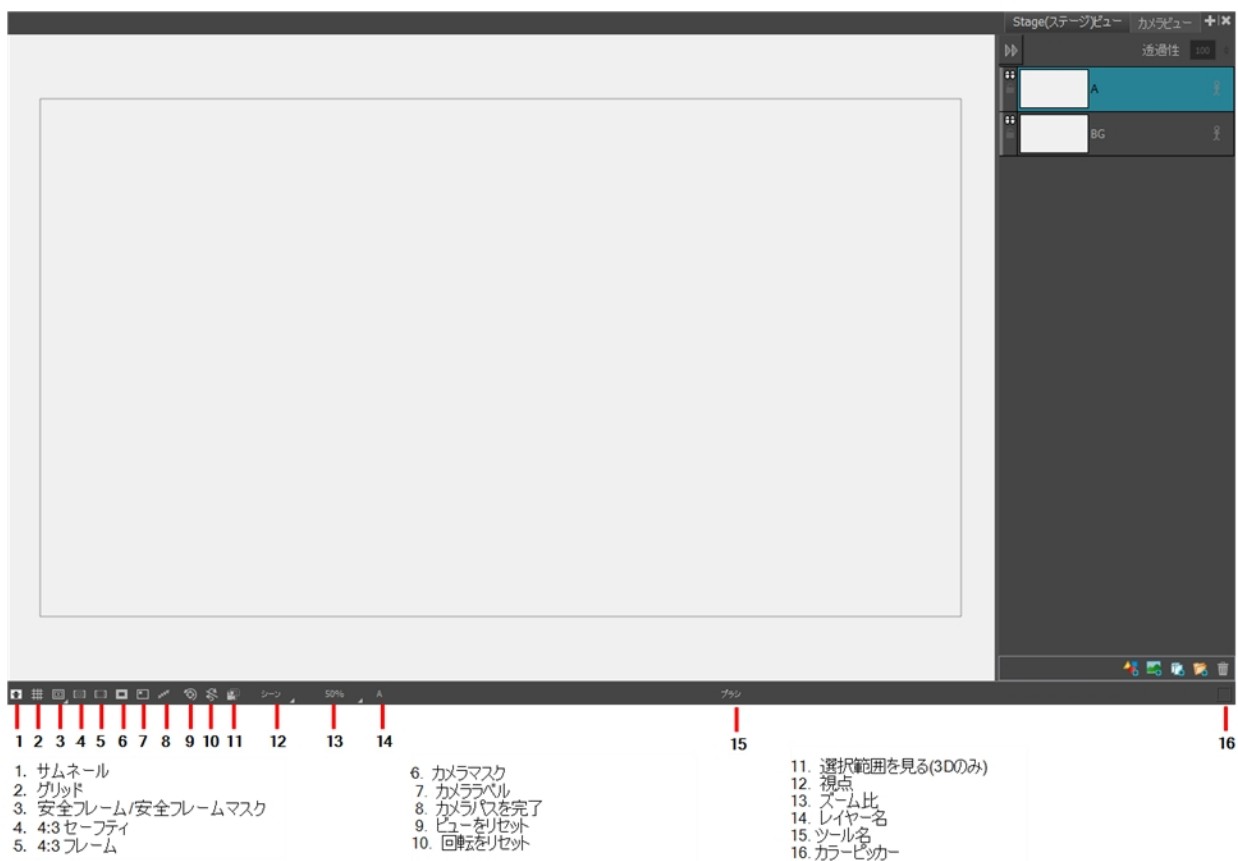 Stage(ステージ)ビュー カメラビュー
透過性 100
A
BG
シーン 50% A ブラシ
1 2 3 4 5 6 7 8 9 10 11 12 13 14 15 16
1. サムネール
2. グリッド
3. 安全フレーム/安全フレームマスク
4. 4:3 セーフティ
5. 4:3 フレーム
6. カメラマスク
7. カメララベル
8. カメラパスを完了
9. ビューをリセット
10. 回転をリセット
11. 選択範囲を見る(3Dのみ)
12. 視点
13. ズーム比
14. レイヤー名
15. ツール名
16. カラーピッカー